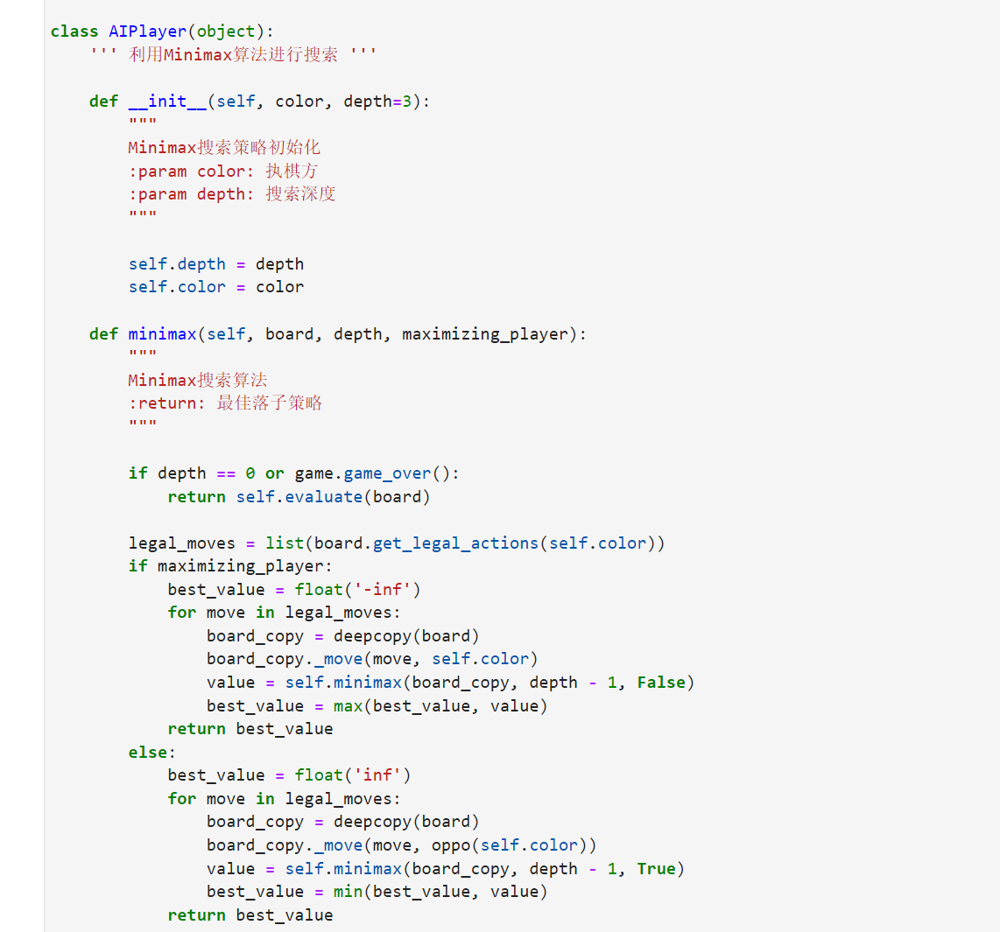 class AIPlayer(object):
    ''' 利用Minimax算法进行搜索 '''
    def __init__(self, color, depth=3):
        """
        Minimax搜索策略初始化
        :param color: 执棋方
        :param depth: 搜索深度
        """
        self.depth = depth
        self.color = color
    def minimax(self, board, depth, maximizing_player):
        """
        Minimax搜索算法
        :return: 最佳落子策略
        """
        if depth == 0 or game.game_over():
            return self.evaluate(board)
        legal_moves = list(board.get_legal_actions(self.color))
        if maximizing_player:
            best_value = float('-inf')
            for move in legal_moves:
                board_copy = deepcopy(board)
                board_copy._move(move, self.color)
                value = self.minimax(board_copy, depth - 1, False)
                best_value = max(best_value, value)
            return best_value
        else:
            best_value = float('inf')
            for move in legal_moves:
                board_copy = deepcopy(board)
                board_copy._move(move, oppo(self.color))
                value = self.minimax(board_copy, depth - 1, True)
                best_value = min(best_value, value)
            return best_value